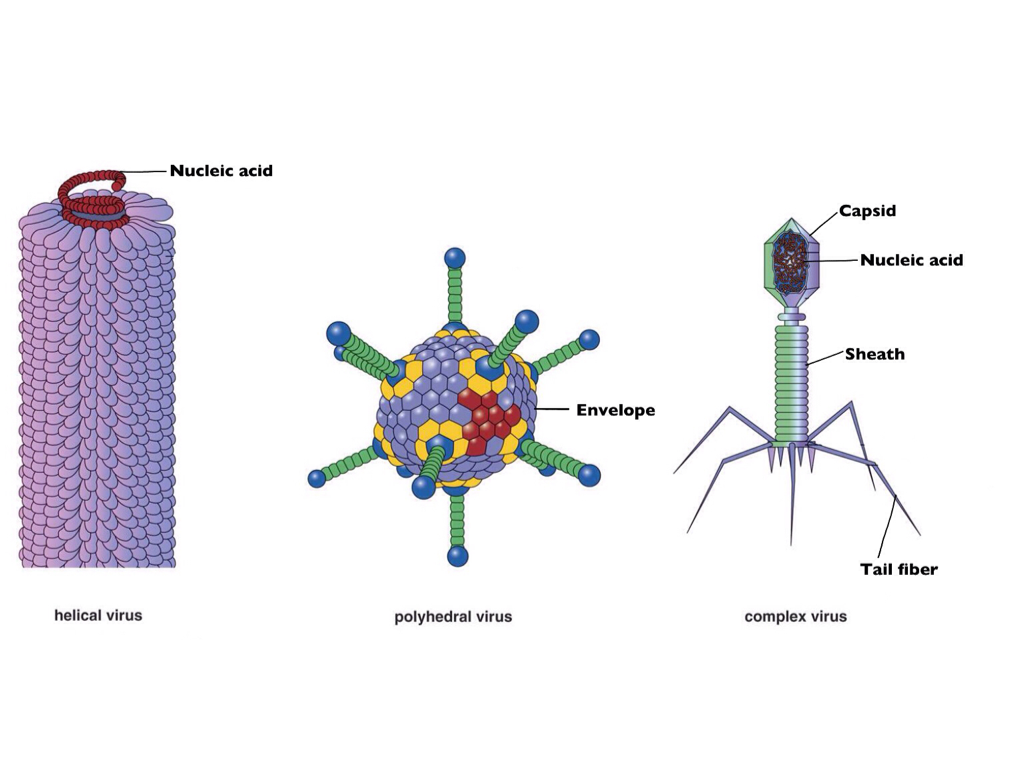 Nucleic acid
Capsid
Nucleic acid
Sheath
Envelope
Tail fiber
helical virus
polyhedral virus
complex virus